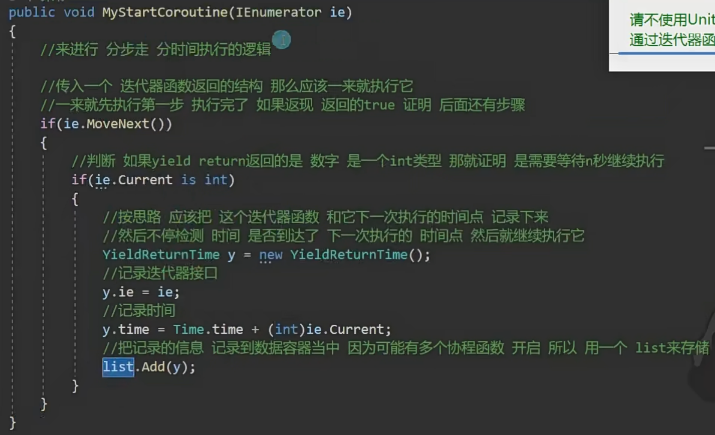 public void MyStartCoroutine(IEnumerator ie)
请不使用Unit
{
通过迭代器函
//来进行 分步走 分时间执行的逻辑
//传入一个 迭代器函数返回的结构 那么应该一来就执行它
//一来就先执行第一步 执行完了 如果返现 返回的true 证明 后面还有步骤
if(ie.MoveNext())
{
//判断 如果yield return返回的是 数字 是一个int类型 那就证明 是需要等待n秒继续执行
if(ie.Current is int)
{
//按思路 应该把 这个迭代器函数 和它下一次执行的时间点 记录下来
//然后不停检测 时间 是否到达了 下一次执行的 时间点 然后就继续执行它
YieldReturnTime y = new YieldReturnTime();
//记录迭代器接口
y.ie = ie;
//记录时间
y.time = Time.time + (int)ie.Current;
//把记录的信息 记录到数据容器当中 因为可能有多个协程函数 开启 所以 用一个 list来存储
list.Add(y);
}
}
}